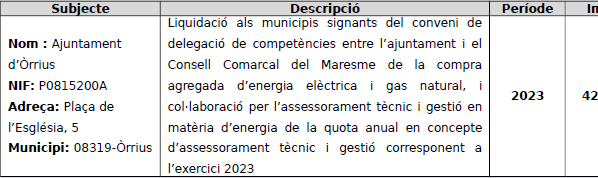 Subjecte Descripció Període Im
Nom : Ajuntament
d'Òrrius
NIF: P0815200A
Adreça: Plaça de
l'Església, 5
Municipi: 08319-Òrrius
Liquidació als municipis signants del conveni de
delegació de competències entre l'ajuntament i el
Consell Comarcal del Maresme de la compra
agregada d'energia elèctrica i gas natural, i
col·laboració per l'assessorament tècnic i gestió en
matèria d'energia de la quota anual en concepte
d'assessorament tècnic i gestió corresponent a
l'exercici 2023
2023
42